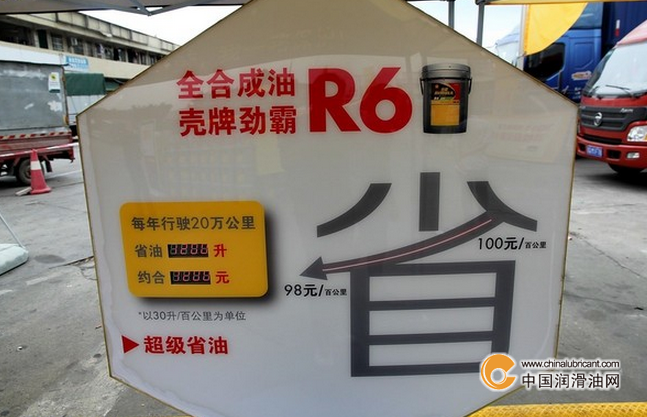 全合成油
壳牌劲霸 R6
每年行驶20万公里
省油 升
约合 元
*以30升/百公里为单位
▶超级省油
省
100元/百公里
98元/百公里
www.chinalubricant.com
中国润滑油网